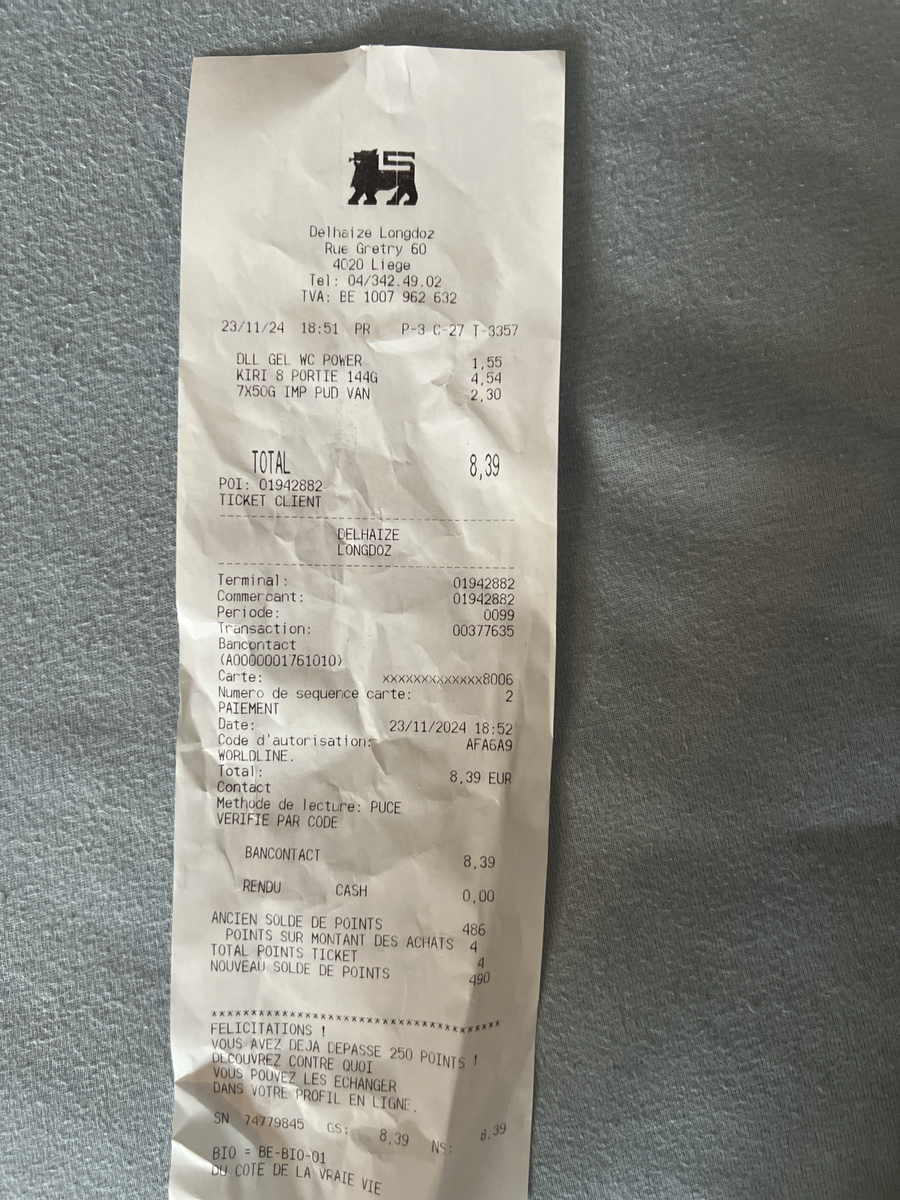 Delhaize Longdoz
Rue Gretry 60
4020 Liege
Tel: 04/342.49.02
TVA: BE 1007 962 632
23/11/24 18:51 PR P-3 C-27 T-3357
DLL GEL WC POWER 1,55
KIRI 8 PORTIE 144G 4,54
7X50G IMP PUD VAN 2,30
TOTAL 8,39
POI: 01942882
TICKET CLIENT
DELHAIZE
LONGDOZ
Terminal: 01942882
Commercant: 01942882
Periode: 0099
Transaction: 00377635
Bancontact
(A0000001761010)
Carte: xxxxxxxxxxxxx8006
Numero de sequence carte: 2
PAIEMENT
Date: 23/11/2024 18:52
Code d'autorisation: AFA6A9
WORLDLINE.
Total: 8,39 EUR
Contact
Methode de lecture: PUCE
VERIFIE PAR CODE
BANCONTACT 8,39
RENDU CASH 0,00
ANCIEN SOLDE DE POINTS 486
POINTS SUR MONTANT DES ACHATS 4
TOTAL POINTS TICKET 4
NOUVEAU SOLDE DE POINTS 490
*************************************
FELICITATIONS !
VOUS AVEZ DEJA DEPASSE 250 POINTS !
DECOUVREZ CONTRE QUOI
VOUS POUVEZ LES ECHANGER
DANS VOTRE PROFIL EN LIGNE.
SN 74779845 GS: 8,39 NS: 8,39
BIO = BE-BIO-01
DU COTE DE LA VRAIE VIE